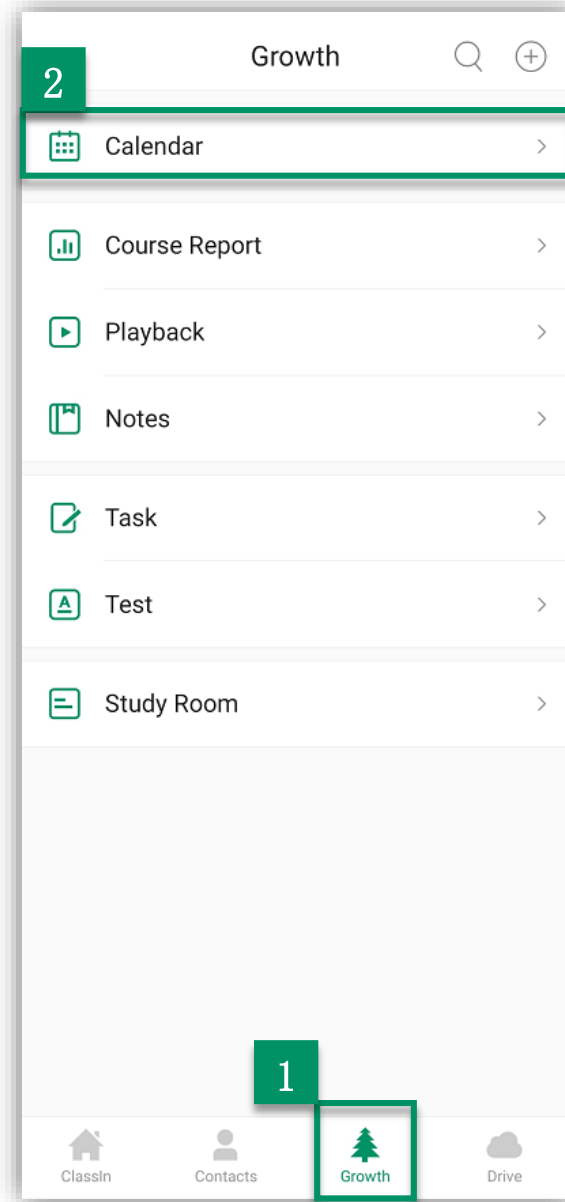 Growth
2
Calendar
Course Report
Playback
Notes
Task
A
Test
Study Room
1
ClassIn
Contacts
Growth
Drive